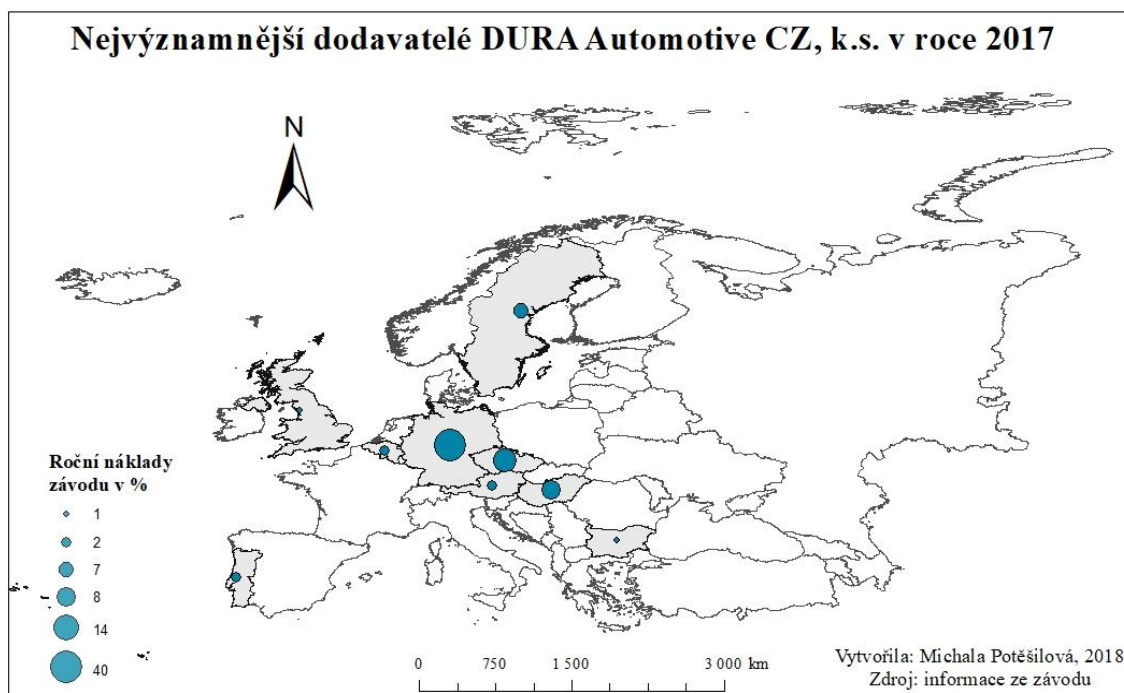 Nejvýznamnější dodavatelé DURA Automotive CZ, k.s. v roce 2017
N
Roční náklady
závodu v %
1
2
7
8
14
40
0 750 1 500 3 000 km
Vytvořila: Michala Potěšilová, 2018
Zdroj: informace ze závodu